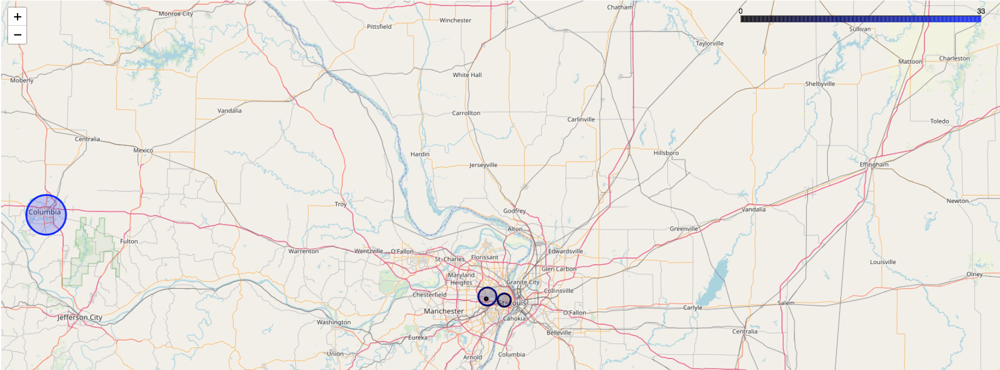 +
−
0
33
Monroe City
Chatham
Winchester
Pittsfield
Sullivan
Taylorville
Mattoon
Charleston
White Hall
Moberly
Shelbyville
Vandalia
Carrollton
Carlinville
Toledo
Centralia
Mexico
Hardin
Hillsboro
Jerseyville
Effingham
Columbia
Troy
Godfrey
Vandalia
Newton
Alton
Greenville
Fulton
Warrenton
Wentzville
O'Fallon
Edwardsville
St. Charles
Florissant
Louisville
Glen Carbon
Olney
Maryland
Heights
Granite City
Chesterfield
Collinsville
St. Louis
Salem
Carlyle
Manchester
O'Fallon
Jefferson City
Cahokia
Washington
Belleville
Centralia
Eureka
Union
Arnold
Columbia